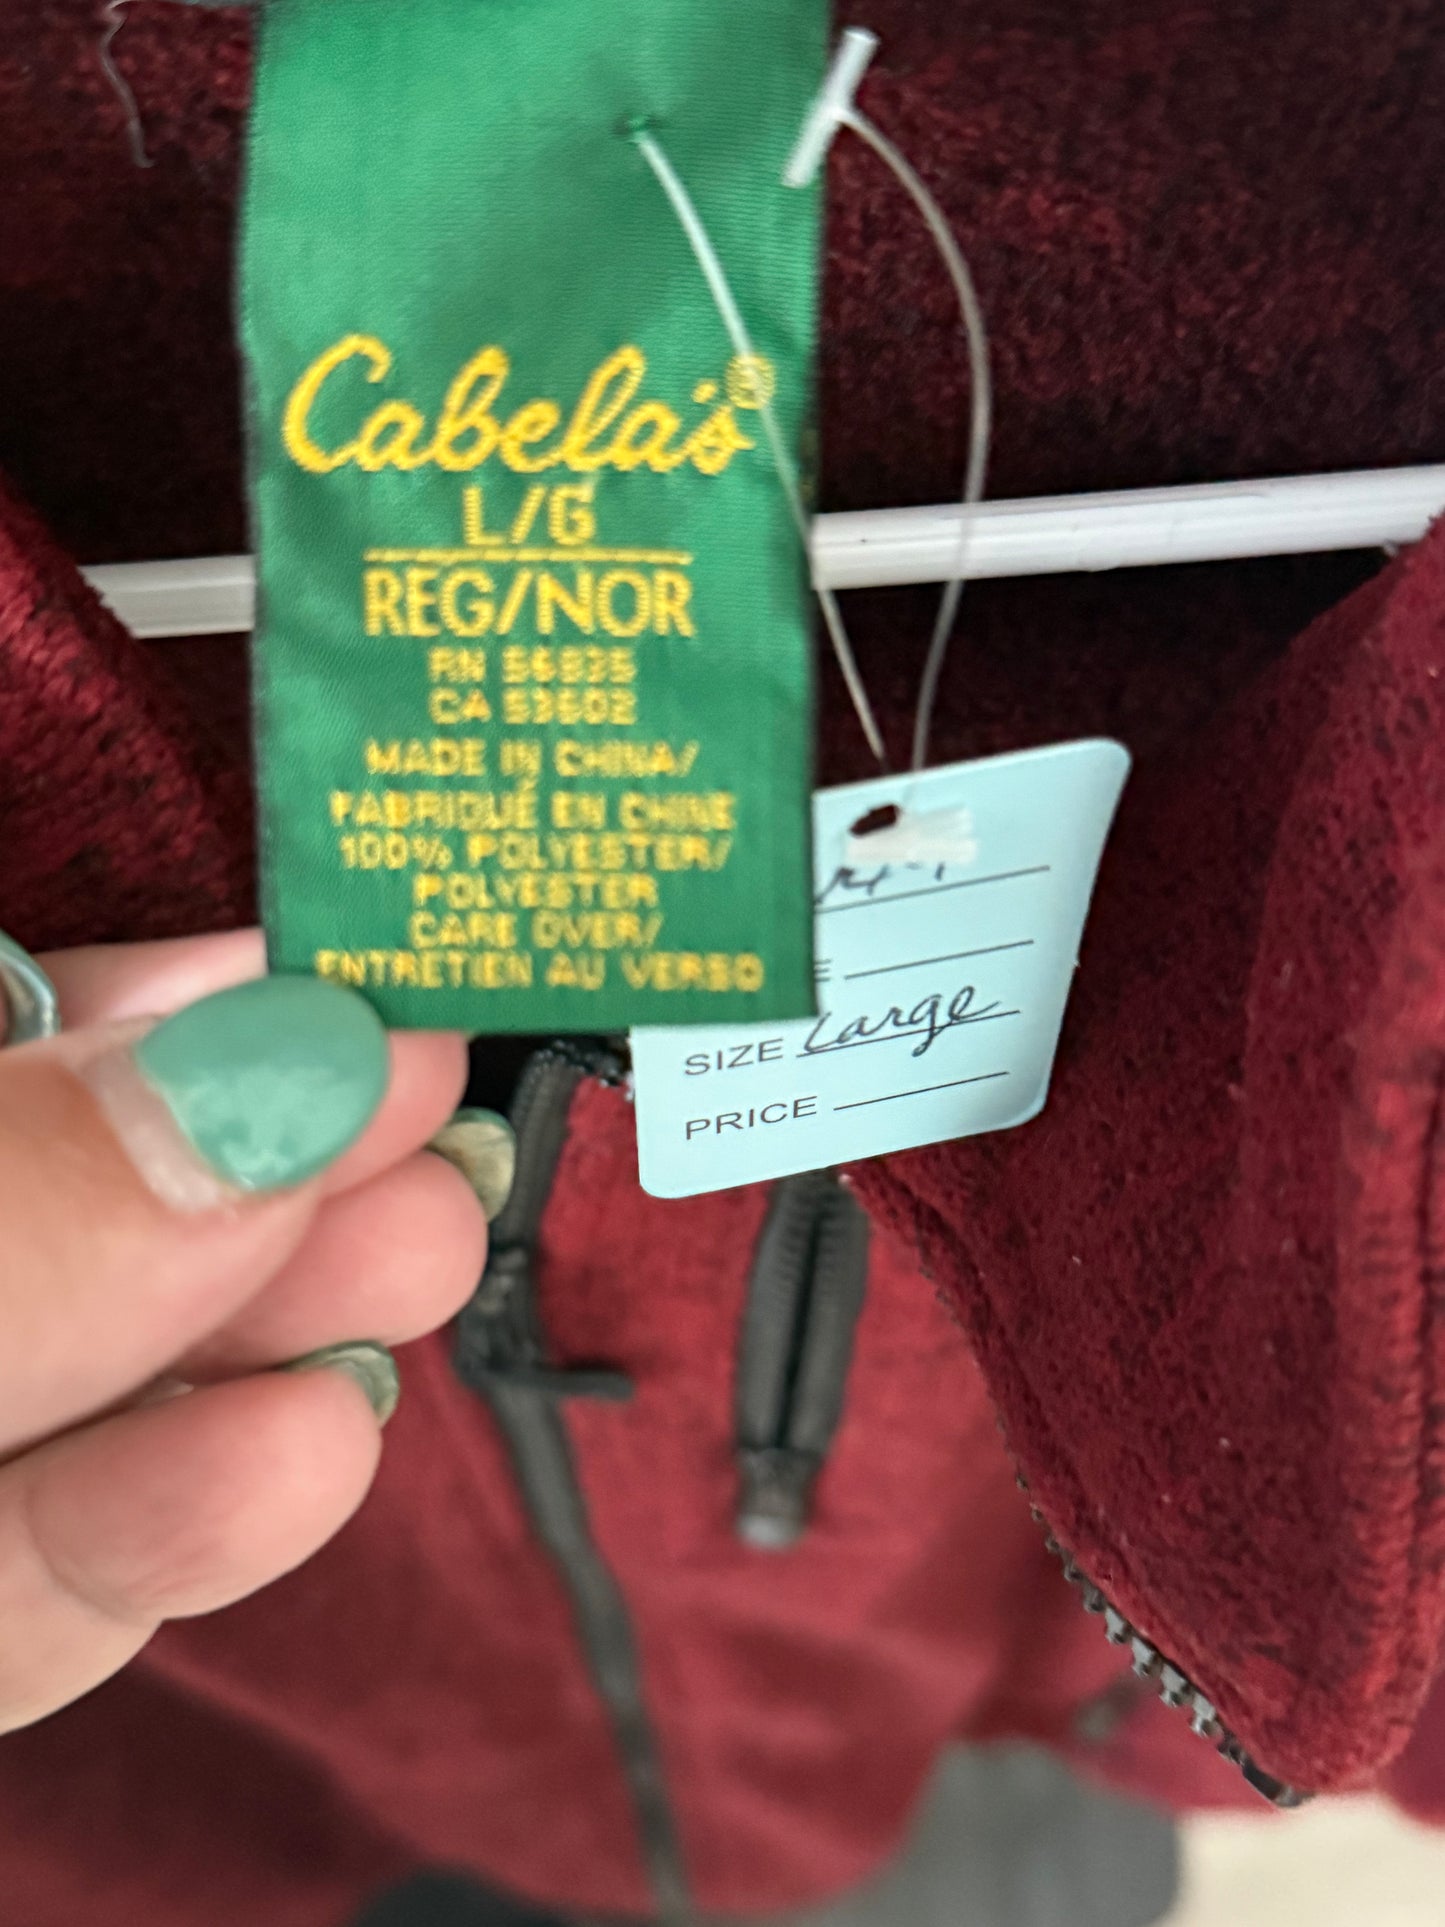 Cabela's®
L/G
REG/NOR
RN 56835
CA 53602
MADE IN CHINA/
FABRIQUÉ EN CHINE
100% POLYESTER/
POLYESTER
CARE OVER/
ENTRETIEN AU VERSO
SIZE Large
PRICE